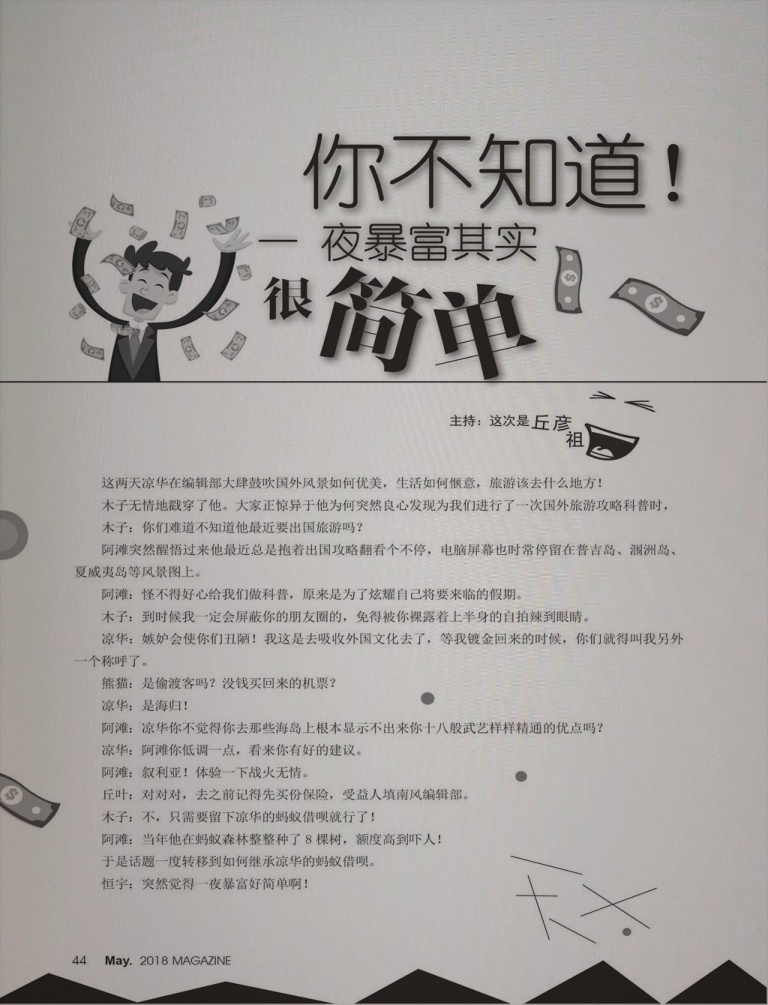 你不知道！
一 夜暴富其实
很简单
主持：这次是丘彦祖
这两天凉华在编辑部大肆鼓吹国外风景如何优美，生活如何惬意，旅游该去什么地方！
木子无情地戳穿了他。大家正惊异于他为何突然良心发现为我们进行了一次国外旅游攻略科普时，
木子：你们难道不知道他最近要出国旅游吗？
阿滩突然醒悟过来他最近总是抱着出国攻略翻看个不停，电脑屏幕也时常停留在普吉岛、涠洲岛、
夏威夷岛等风景图上。
阿滩：怪不得好心给我们做科普，原来是为了炫耀自己将要来临的假期。
木子：到时候我一定会屏蔽你的朋友圈的，免得被你裸露着上半身的自拍辣到眼睛。
凉华：嫉妒会使你们丑陋！我这是去吸收外国文化去了，等我镀金回来的时候，你们就得叫我另外
一个称呼了。
熊猫：是偷渡客吗？没钱买回来的机票？
凉华：是海归！
阿滩：凉华你不觉得你去那些海岛上根本显示不出来你十八般武艺样样精通的优点吗？
凉华：阿滩你低调一点，看来你有好的建议。
阿滩：叙利亚！体验一下战火无情。
丘叶：对对对，去之前记得先买份保险，受益人填南风编辑部。
木子：不，只需要留下凉华的蚂蚁借呗就行了！
阿滩：当年他在蚂蚁森林整整种了 8 棵树，额度高到吓人！
于是话题一度转移到如何继承凉华的蚂蚁借呗。
恒宇：突然觉得一夜暴富好简单啊！
44 May. 2018 MAGAZINE